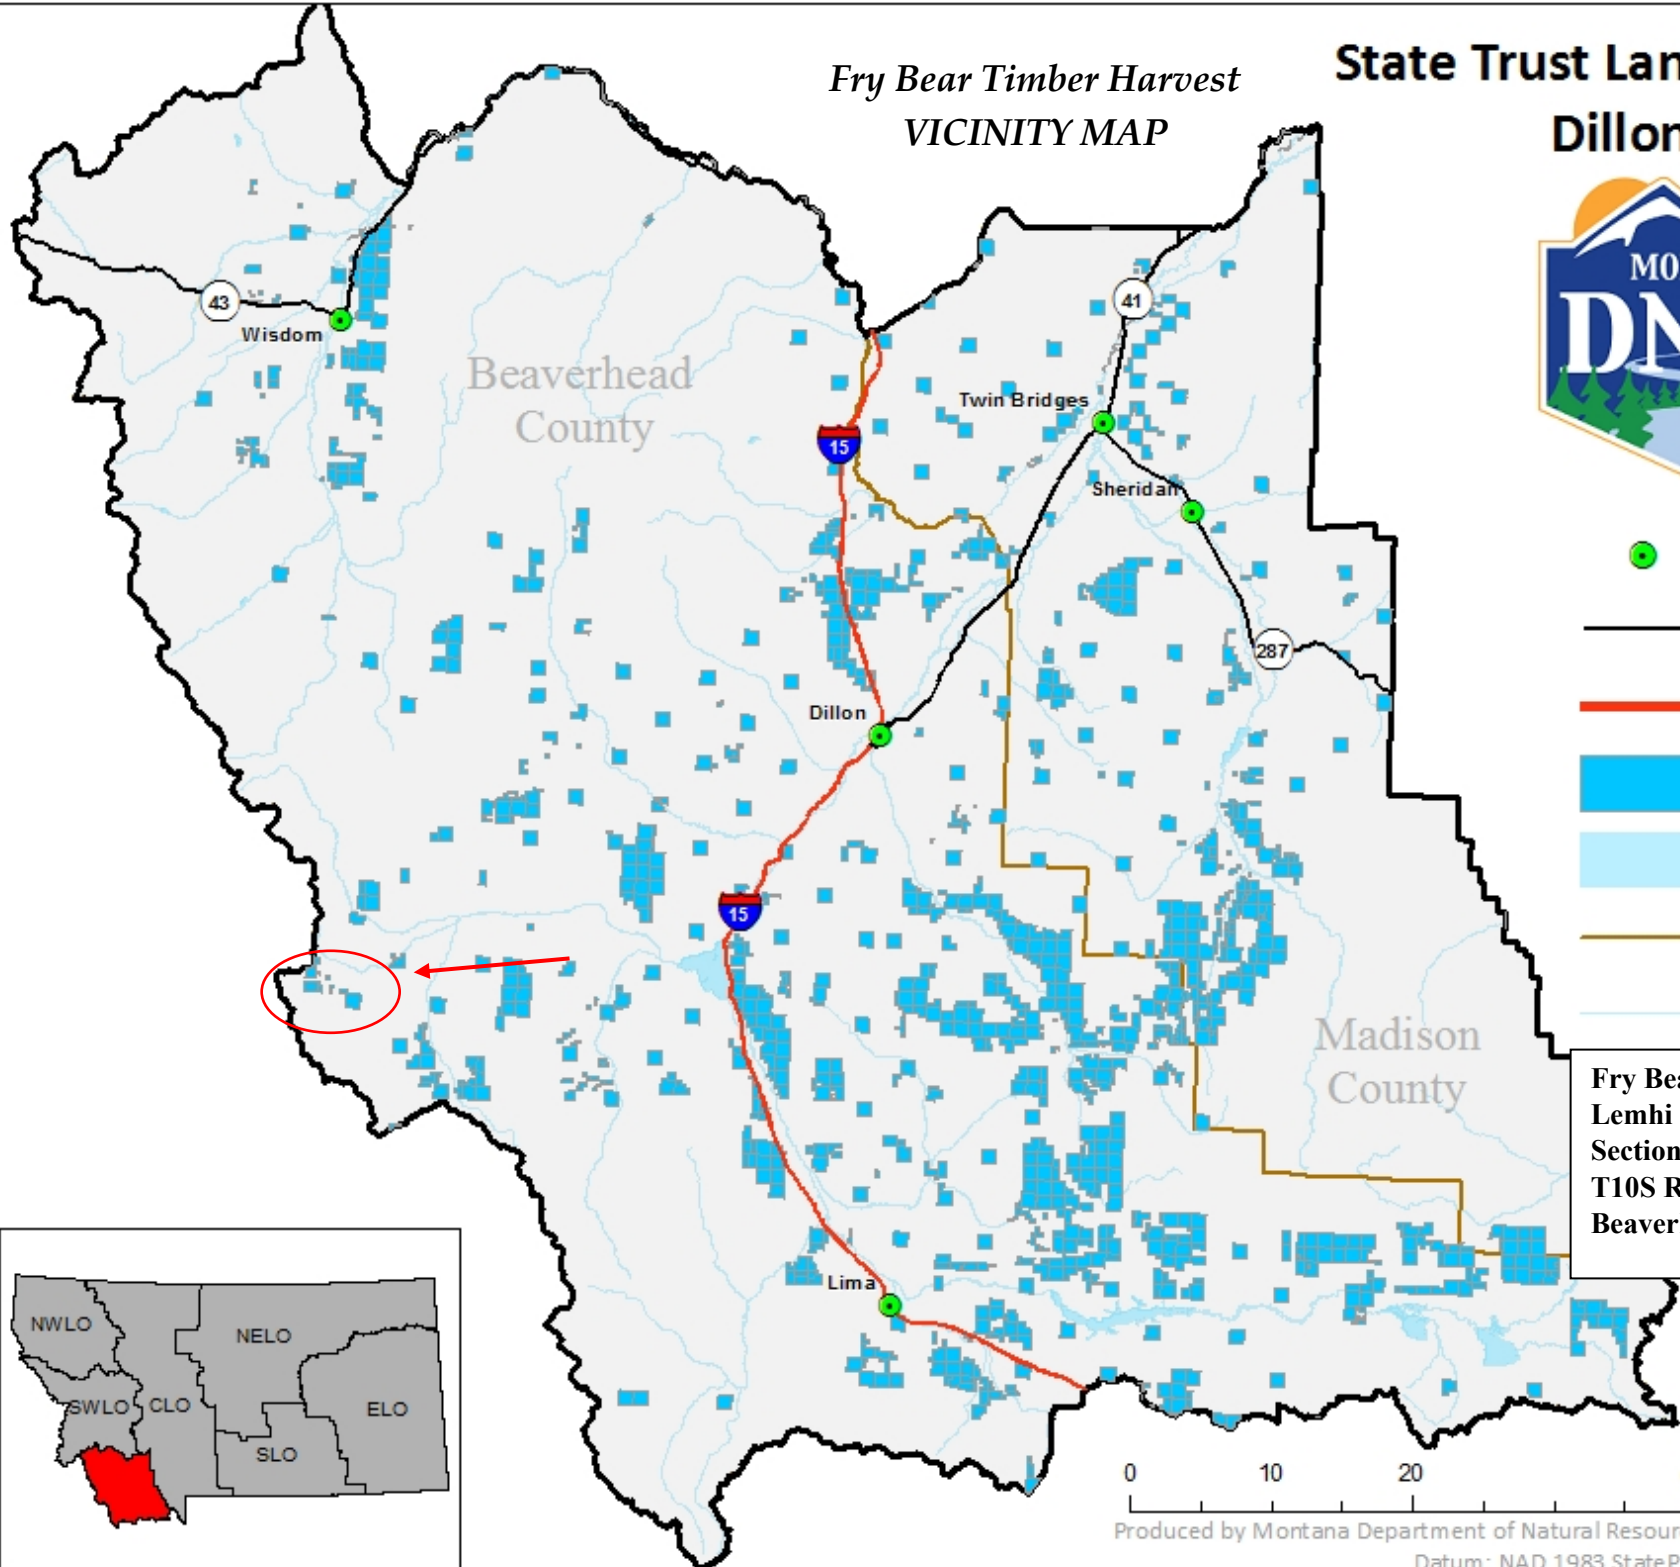 Fry Bear Timber Harvest
VICINITY MAP
State Trust Lan
Dillon
MO
DN
43
Wisdom
Beaverhead
County
41
Twin Bridges
15
Sheridan
287
Dillon
15
Madison
County
Fry Bea
Lemhi
Section
T10S R
Beaver
Lima
NWLO
NELO
SWLO
CLO
ELO
SLO
0 10 20
Produced by Montana Department of Natural Resour
Datum: NAD 1983 StateP